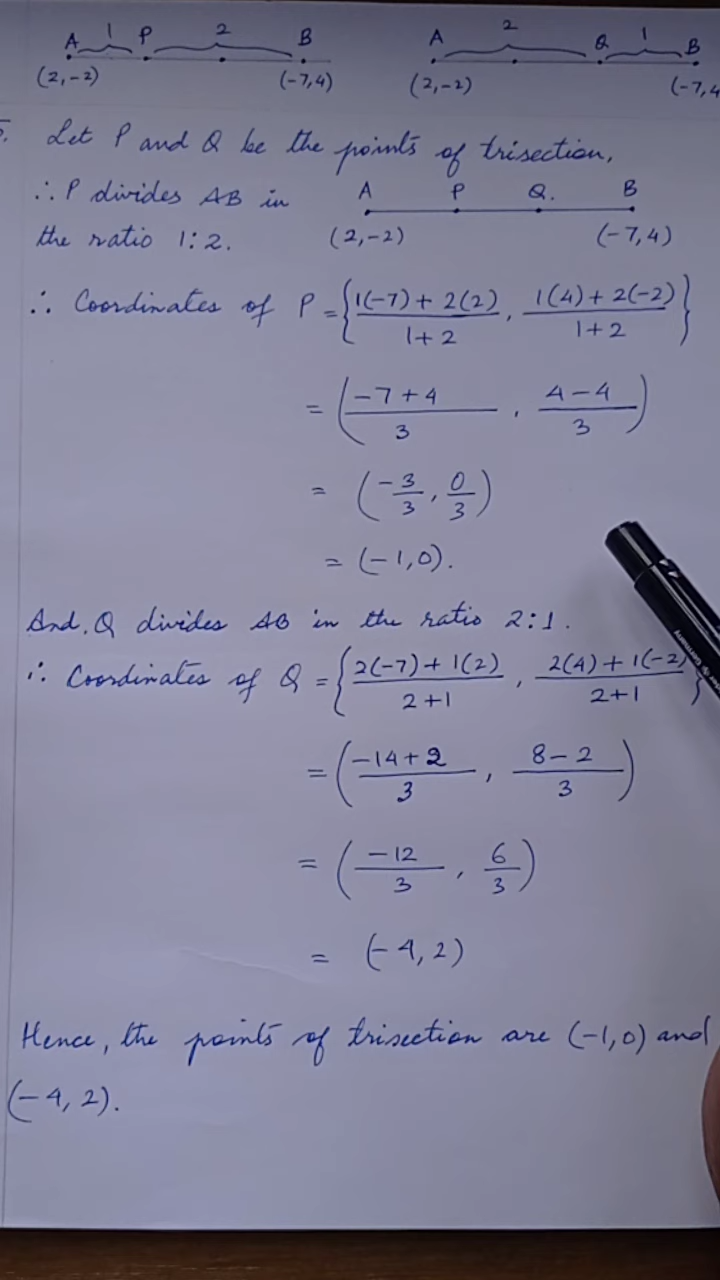 A 1 P 2 B
(2,-2) (-7,4)
A 2 Q 1 B
(2,-2) (-7,4
5. Let P and Q be the points of trisection,
∴ P divides AB in
the ratio 1:2.
A P Q. B
(2,-2) (-7,4)
∴ Coordinates of P = {1(-7)+2(2)/1+2, 1(4)+2(-2)/1+2}
= (-7+4/3, 4-4/3)
= (-3/3, 0/3)
= (-1,0).
And. Q divides AB in the ratio 2:1.
∴ Coordinates of Q = {2(-7)+1(2)/2+1, 2(4)+1(-2)/2+1}
= (-14+2/3, 8-2/3)
= (-12/3, 6/3)
= (-4,2)
Hence, the points of trisection are (-1,0) and
(-4,2).